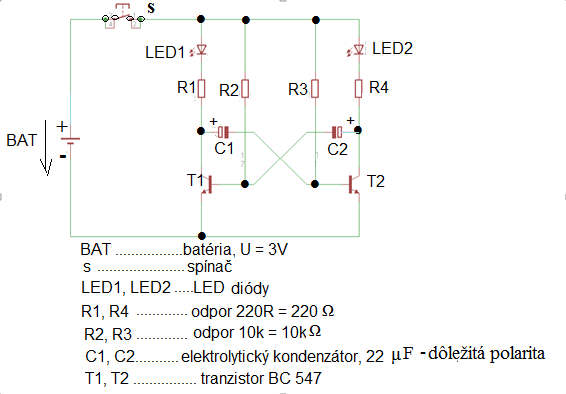 s
LED1
LED2
R1
R2
R3
R4
+
+
C1
C2
+
BAT
-
T1
T2
BAT .................batéria, U = 3V
s ...................... spínač
LED1, LED2 .....LED diódy
R1, R4 ............. odpor 220R = 220 Ω
R2, R3 ............. odpor 10k = 10kΩ
C1, C2........... elektrolytický kondenzátor, 22 µF - dôležitá polarita
T1, T2 ................ tranzistor BC 547